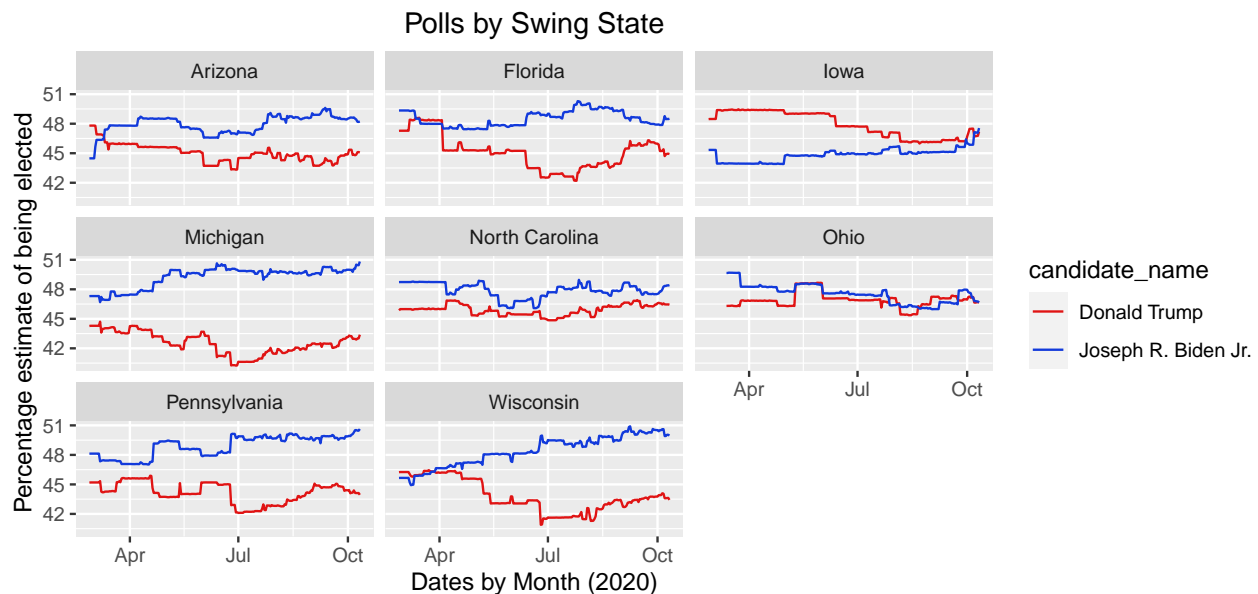 Polls by Swing State
Arizona
Florida
Iowa
51
48
45
42
Michigan
North Carolina
Ohio
51
48
45
42
Apr
Jul
Oct
Pennsylvania
Wisconsin
51
48
45
42
Apr
Jul
Oct
Apr
Jul
Oct
Percentage estimate of being elected
Dates by Month (2020)
candidate_name
Donald Trump
Joseph R. Biden Jr.